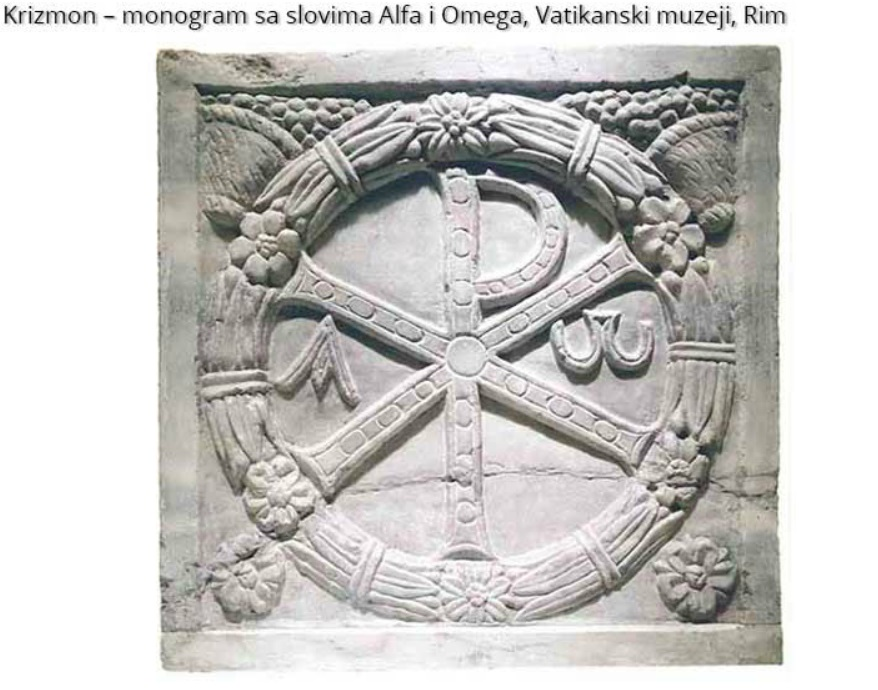 Krizmon – monogram sa slovima Alfa i Omega, Vatikanski muzeji, Rim
☧
Α ω